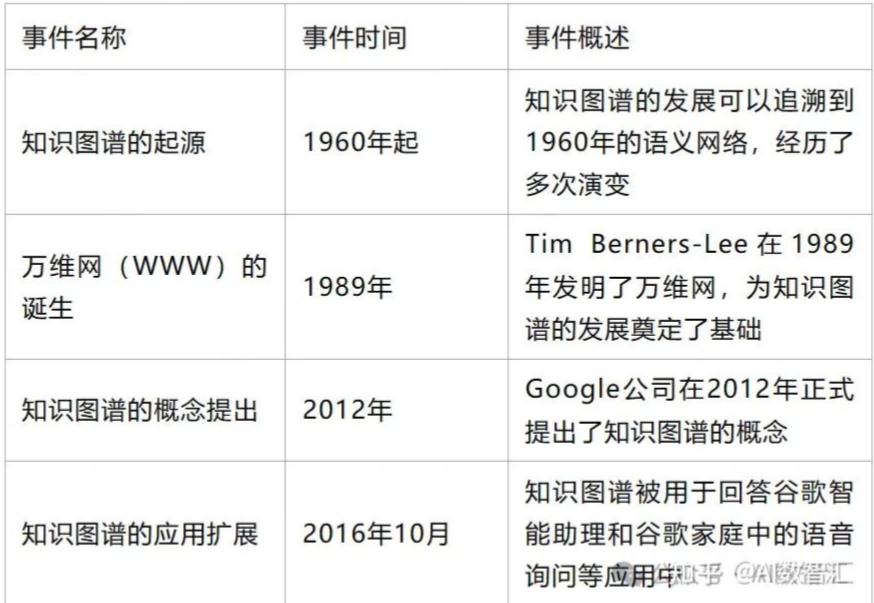 事件名称
事件时间
事件概述
知识图谱的起源
1960年起
知识图谱的发展可以追溯到
1960年的语义网络，经历了
多次演变
万维网（WWW）的
诞生
1989年
Tim Berners-Lee 在 1989
年发明了万维网，为知识图
谱的发展奠定了基础
知识图谱的概念提出
2012年
Google公司在2012年正式
提出了知识图谱的概念
知识图谱的应用扩展
2016年10月
知识图谱被用于回答谷歌智
能助理和谷歌家庭中的语音
询问等应用中
@AI数智汇